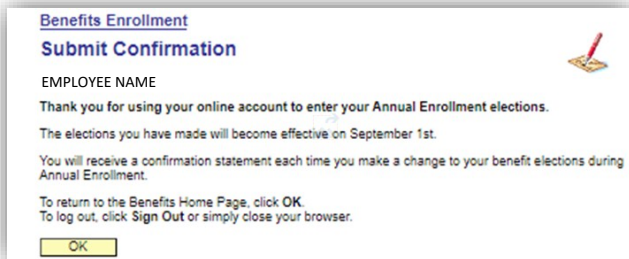 Benefits Enrollment
Submit Confirmation
EMPLOYEE NAME
Thank you for using your online account to enter your Annual Enrollment elections.
The elections you have made will become effective on September 1st.
You will receive a confirmation statement each time you make a change to your benefit elections during
Annual Enrollment.
To return to the Benefits Home Page, click OK.
To log out, click Sign Out or simply close your browser.
OK